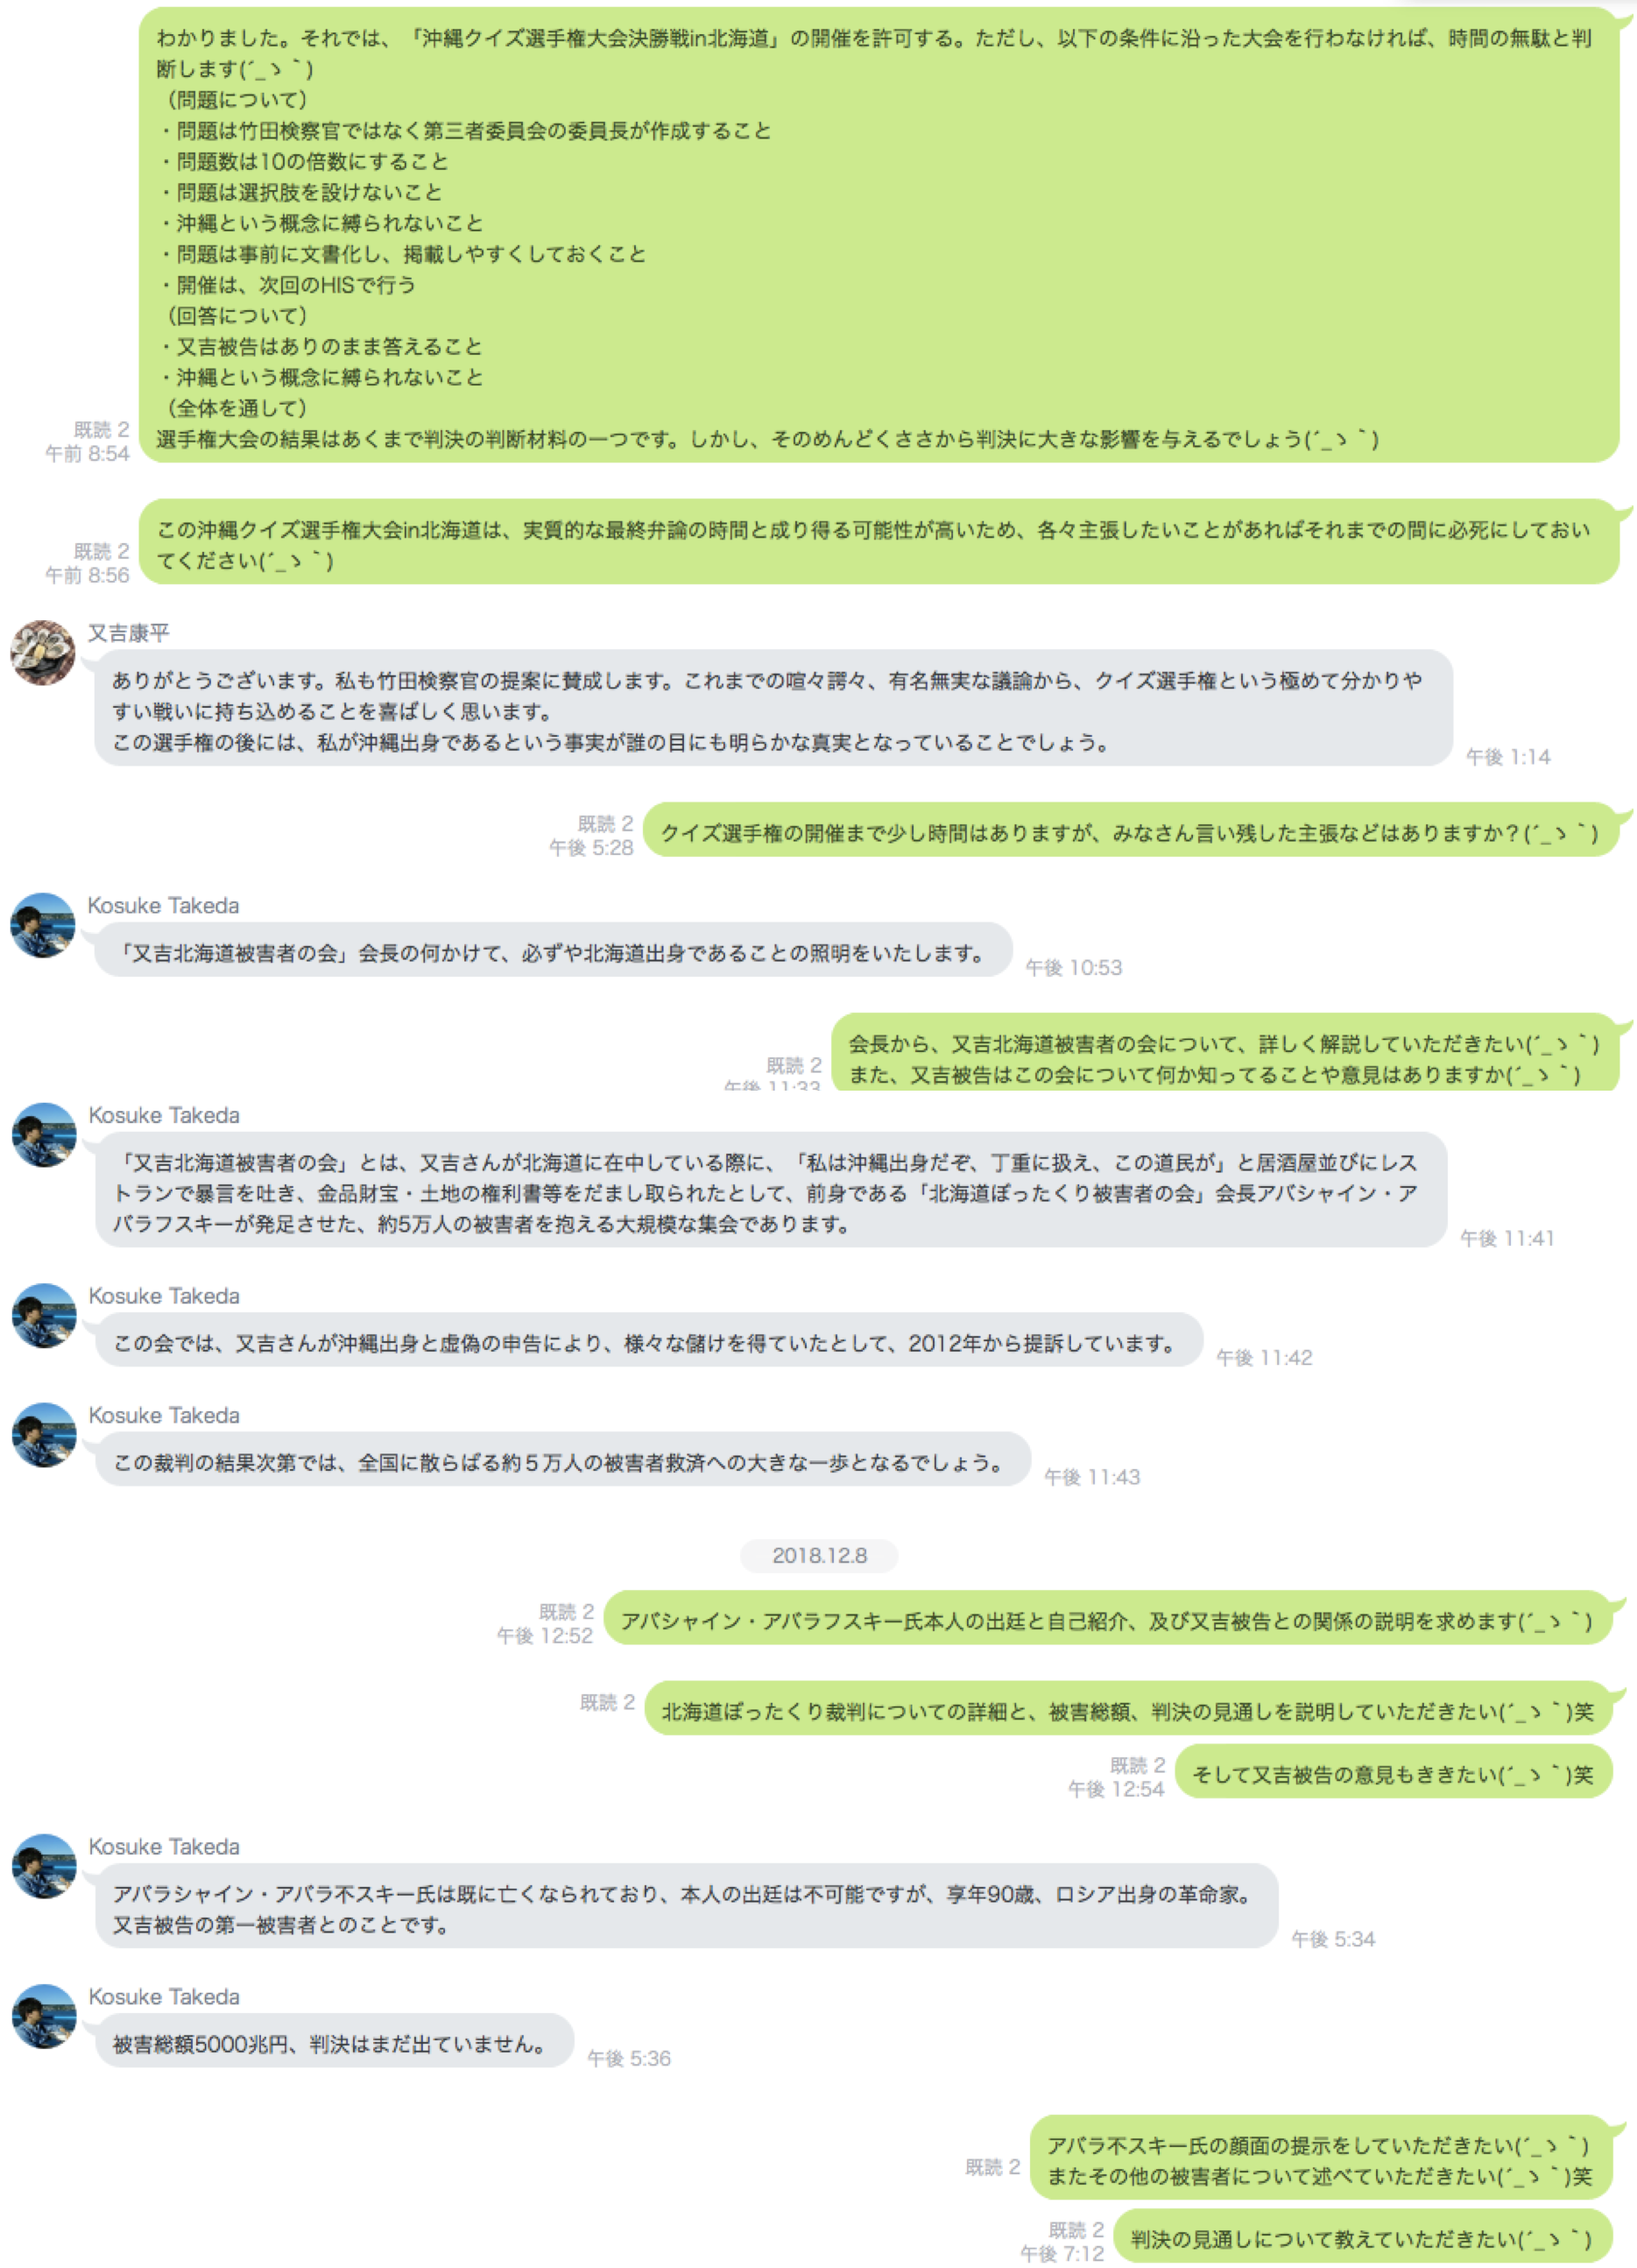 わかりました。それでは、「沖縄クイズ選手権大会決勝戦in北海道」の開催を許可する。ただし、以下の条件に沿った大会を行わなければ、時間の無駄と判
断します(´_ゝ｀)
（問題について）
・問題は竹田検察官ではなく第三者委員会の委員長が作成すること
・問題数は10の倍数にすること
・問題は選択肢を設けないこと
・沖縄という概念に縛られないこと
・問題は事前に文書化し、掲載しやすくしておくこと
・開催は、次回のHISで行う
（回答について）
・又吉被告はありのまま答えること
・沖縄という概念に縛られないこと
（全体を通して）
選手権大会の結果はあくまで判決の判断材料の一つです。しかし、そのめんどくささから判決に大きな影響を与えるでしょう(´_ゝ｀)
既読 2
午前 8:54
この沖縄クイズ選手権大会in北海道は、実質的な最終弁論の時間と成り得る可能性が高いため、各々主張したいことがあればそれまでの間に必死にしておい
てください(´_ゝ｀)
既読 2
午前 8:56
又吉康平
ありがとうございます。私も竹田検察官の提案に賛成します。これまでの喧々諤々、有名無実な議論から、クイズ選手権という極めて分かりや
すい戦いに持ち込めることを喜ばしく思います。
この選手権の後には、私が沖縄出身であるという事実が誰の目にも明らかな真実となっていることでしょう。
午後 1:14
クイズ選手権の開催まで少し時間はありますが、みなさん言い残した主張などはありますか？(´_ゝ｀)
既読 2
午後 5:28
Kosuke Takeda
「又吉北海道被害者の会」会長の何かけて、必ずや北海道出身であることの照明をいたします。
午後 10:53
会長から、又吉北海道被害者の会について、詳しく解説していただきたい(´_ゝ｀)
また、又吉被告はこの会について何か知ってることや意見はありますか(´_ゝ｀)
既読 2
午後 11:33
Kosuke Takeda
「又吉北海道被害者の会」とは、又吉さんが北海道に在中している際に、「私は沖縄出身だぞ、丁重に扱え、この道民が」と居酒屋並びにレス
トランで暴言を吐き、金品財宝・土地の権利書等をだまし取られたとして、前身である「北海道ぼったくり被害者の会」会長アバシャイン・ア
バラフスキーが発足させた、約5万人の被害者を抱える大規模な集会であります。
午後 11:41
Kosuke Takeda
この会では、又吉さんが沖縄出身と虚偽の申告により、様々な儲けを得ていたとして、2012年から提訴しています。
午後 11:42
Kosuke Takeda
この裁判の結果次第では、全国に散らばる約５万人の被害者救済への大きな一歩となるでしょう。
午後 11:43
2018.12.8
アバシャイン・アバラフスキー氏本人の出廷と自己紹介、及び又吉被告との関係の説明を求めます(´_ゝ｀)
既読 2
午後 12:52
北海道ぼったくり裁判についての詳細と、被害総額、判決の見通しを説明していただきたい(´_ゝ｀)笑
既読 2
そして又吉被告の意見もききたい(´_ゝ｀)笑
既読 2
午後 12:54
Kosuke Takeda
アバラシャイン・アバラ不スキー氏は既に亡くなられており、本人の出廷は不可能ですが、享年90歳、ロシア出身の革命家。
又吉被告の第一被害者とのことです。
午後 5:34
Kosuke Takeda
被害総額5000兆円、判決はまだ出ていません。
午後 5:36
アバラ不スキー氏の顔面の提示をしていただきたい(´_ゝ｀)
またその他の被害者について述べていただきたい(´_ゝ｀)笑
既読 2
判決の見通しについて教えていただきたい(´_ゝ｀)
既読 2
午後 7:12